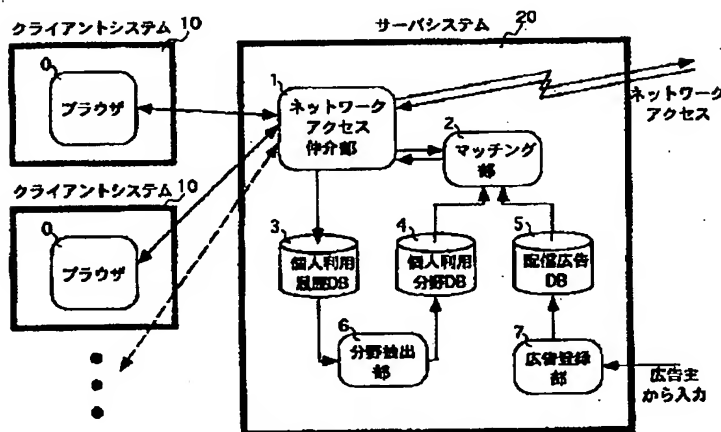 クライアントシステム 10
0
ブラウザ
クライアントシステム 10
0
ブラウザ
サーバシステム 20
1
ネットワーク
アクセス
仲介部
ネットワーク
アクセス
2
マッチング
部
3
個人利用
履歴DB
4
個人利用
分野DB
5
配信広告
DB
6
分野抽出
部
7
広告登録
部
広告主
から入力